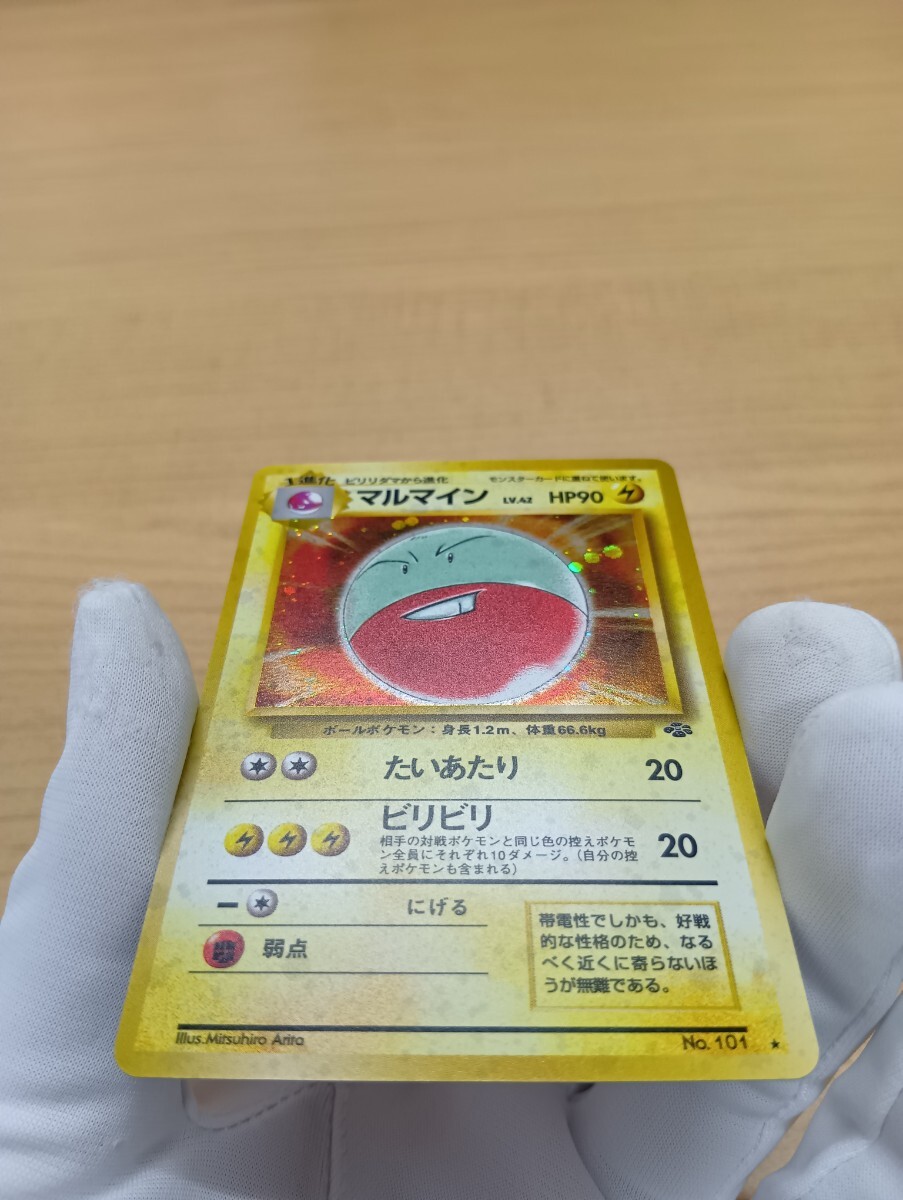 1進化 ビリリダマから進化 モンスターカードに重ねて使います。
マルマイン LV.42 HP90
ボールポケモン：身長1.2m、体重66.6kg
たいあたり 20
ビリビリ 20
相手の対戦ポケモンと同じ色の控えポケモ
ン全員にそれぞれ10ダメージ。（自分の控
えポケモンも含まれる）
ー にげる
弱点
帯電性でしかも、好戦
的な性格のため、なる
べく近くに寄らないほ
うが無難である。
Illus.Mitsuhiro Arita No.101 ★